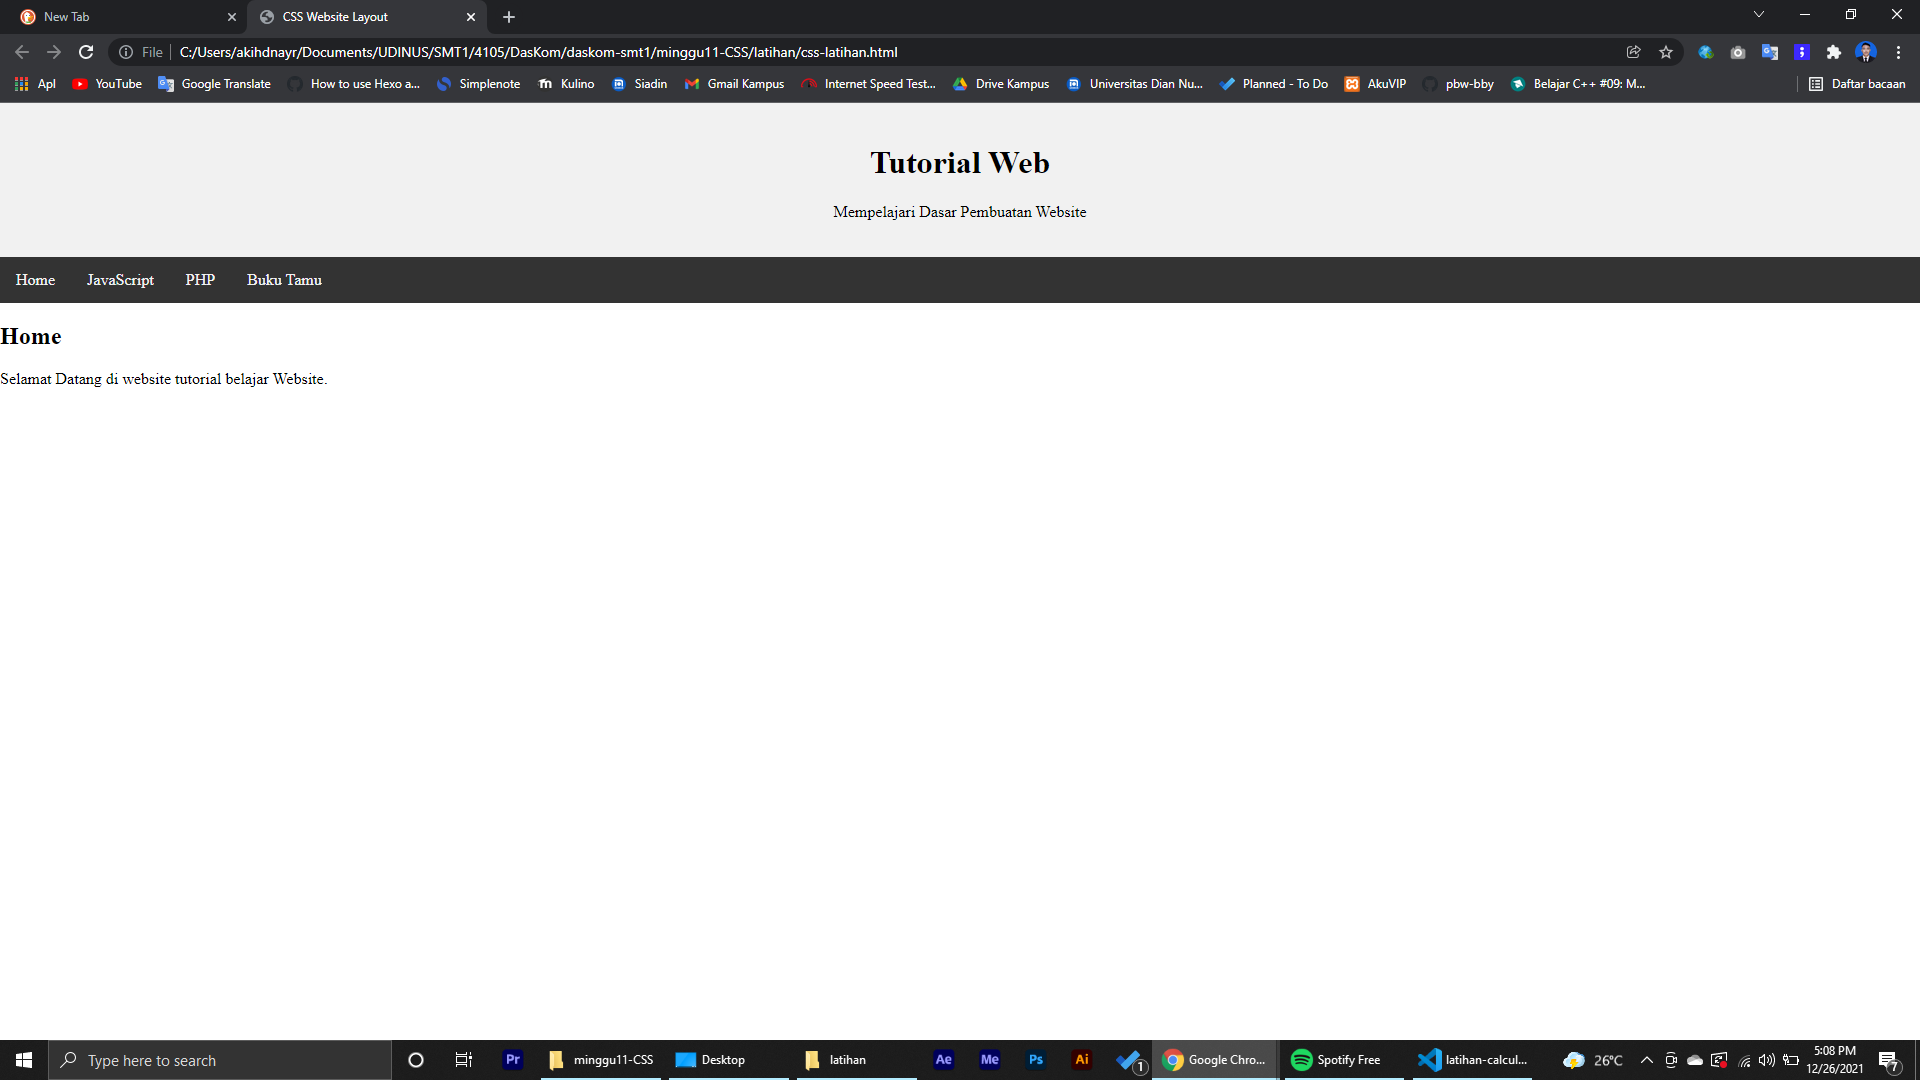 New Tab
CSS Website Layout
File
C:/Users/akihdnayr/Documents/UDINUS/SMT1/4105/DasKom/daskom-smt1/minggu11-CSS/latihan/css-latihan.html
Apl YouTube Google Translate How to use Hexo a... Simplenote Kulino Siadin Gmail Kampus Internet Speed Test... Drive Kampus Universitas Dian Nu... Planned - To Do AkuVIP pbw-bby Belajar C++ #09: M... Daftar bacaan
Tutorial Web
Mempelajari Dasar Pembuatan Website
Home JavaScript PHP Buku Tamu
Home
Selamat Datang di website tutorial belajar Website.
Type here to search
Pr
minggu11-CSS
Desktop
latihan
Ae
Me
Ps
Ai
1
Google Chro...
Spotify Free
latihan-calcul...
26°C
5:08 PM
12/26/2021
7